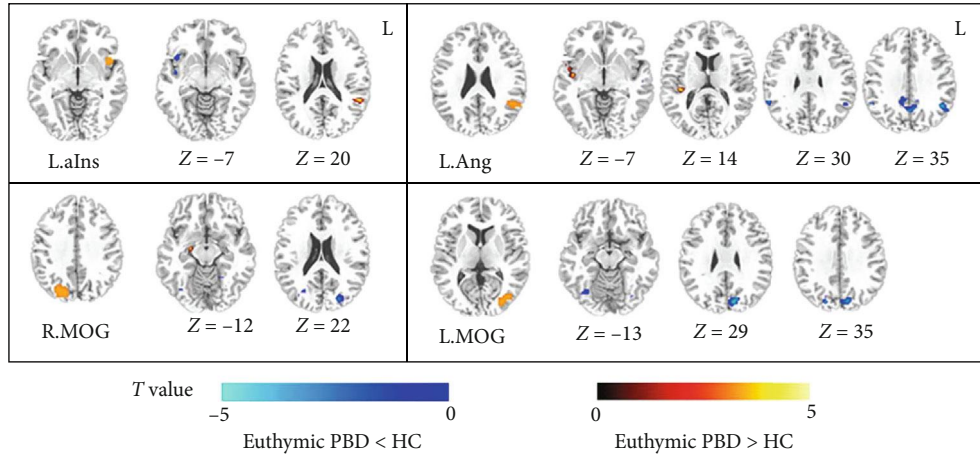 L
L.aIns
Z = –7
Z = 20
L
L.Ang
Z = –7
Z = 14
Z = 30
Z = 35
R.MOG
Z = –12
Z = 22
L.MOG
Z = –13
Z = 29
Z = 35
T value
–5
0
Euthymic PBD < HC
0
5
Euthymic PBD > HC